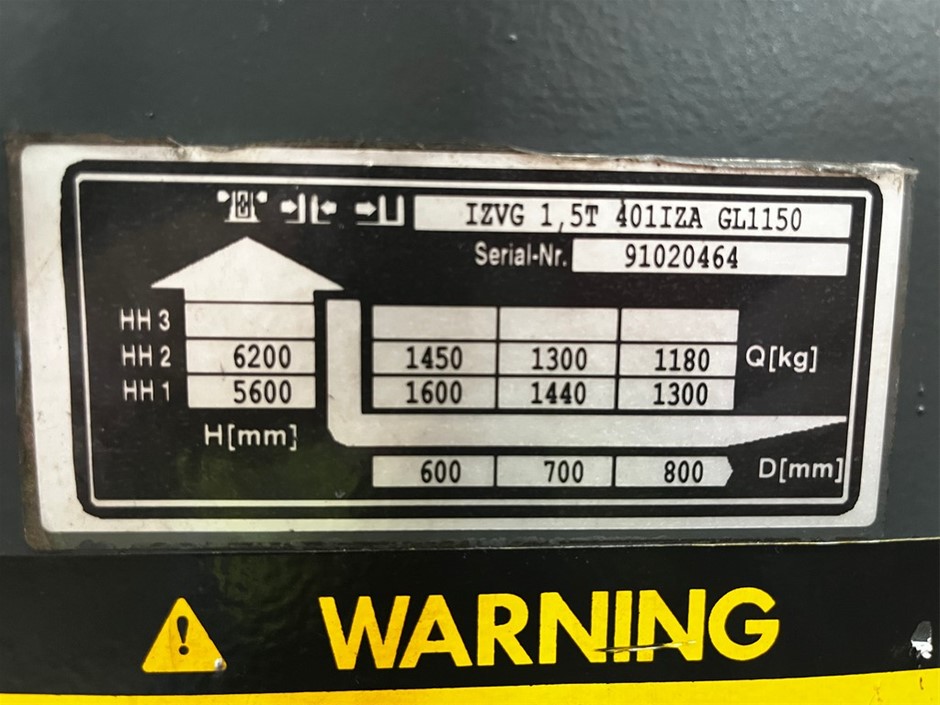 IZVG 1,5T 401IZA GL1150
Serial-Nr. 91020464
HH 3
HH 2 6200 1450 1300 1180 Q[kg]
HH 1 5600 1600 1440 1300
H[mm]
600 700 800 D[mm]
WARNING